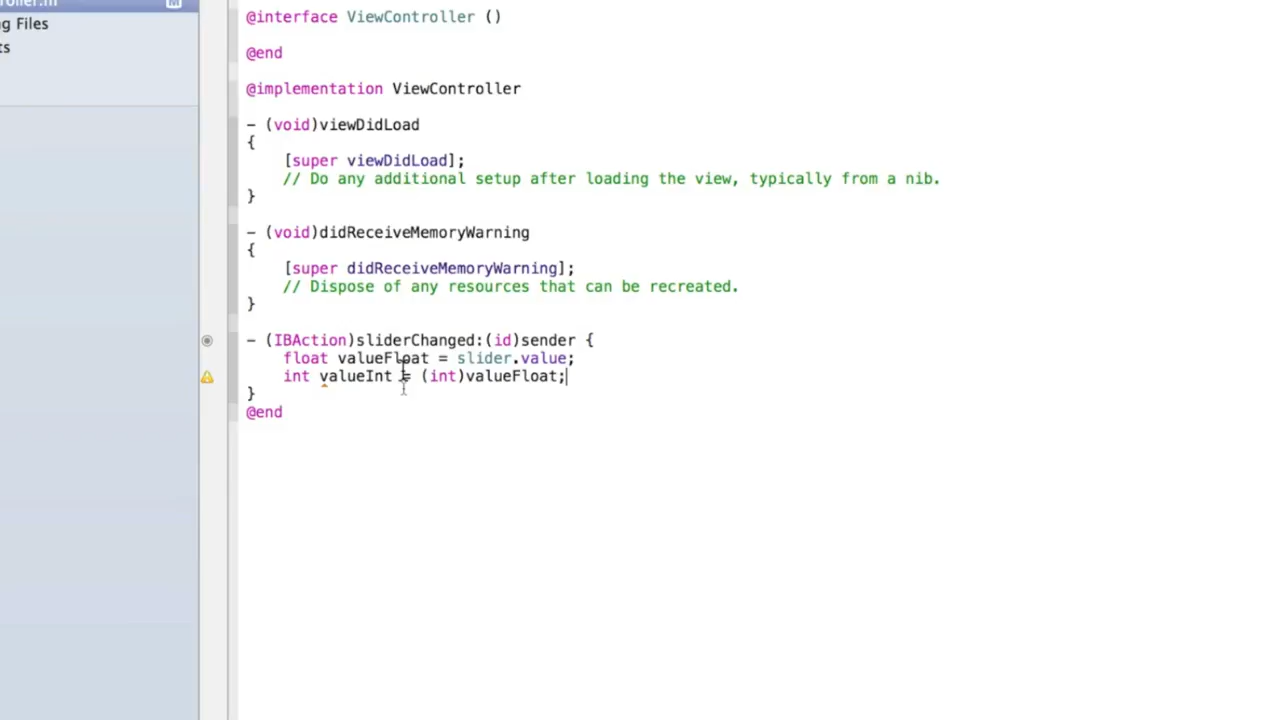 ller.m
ng Files
ts
@interface ViewController ()
@end
@implementation ViewController
- (void)viewDidLoad
{
[super viewDidLoad];
// Do any additional setup after loading the view, typically from a nib.
}
- (void)didReceiveMemoryWarning
{
[super didReceiveMemoryWarning];
// Dispose of any resources that can be recreated.
}
- (IBAction)sliderChanged:(id)sender {
float valueFloat = slider.value;
int valueInt = (int)valueFloat;
}
@end